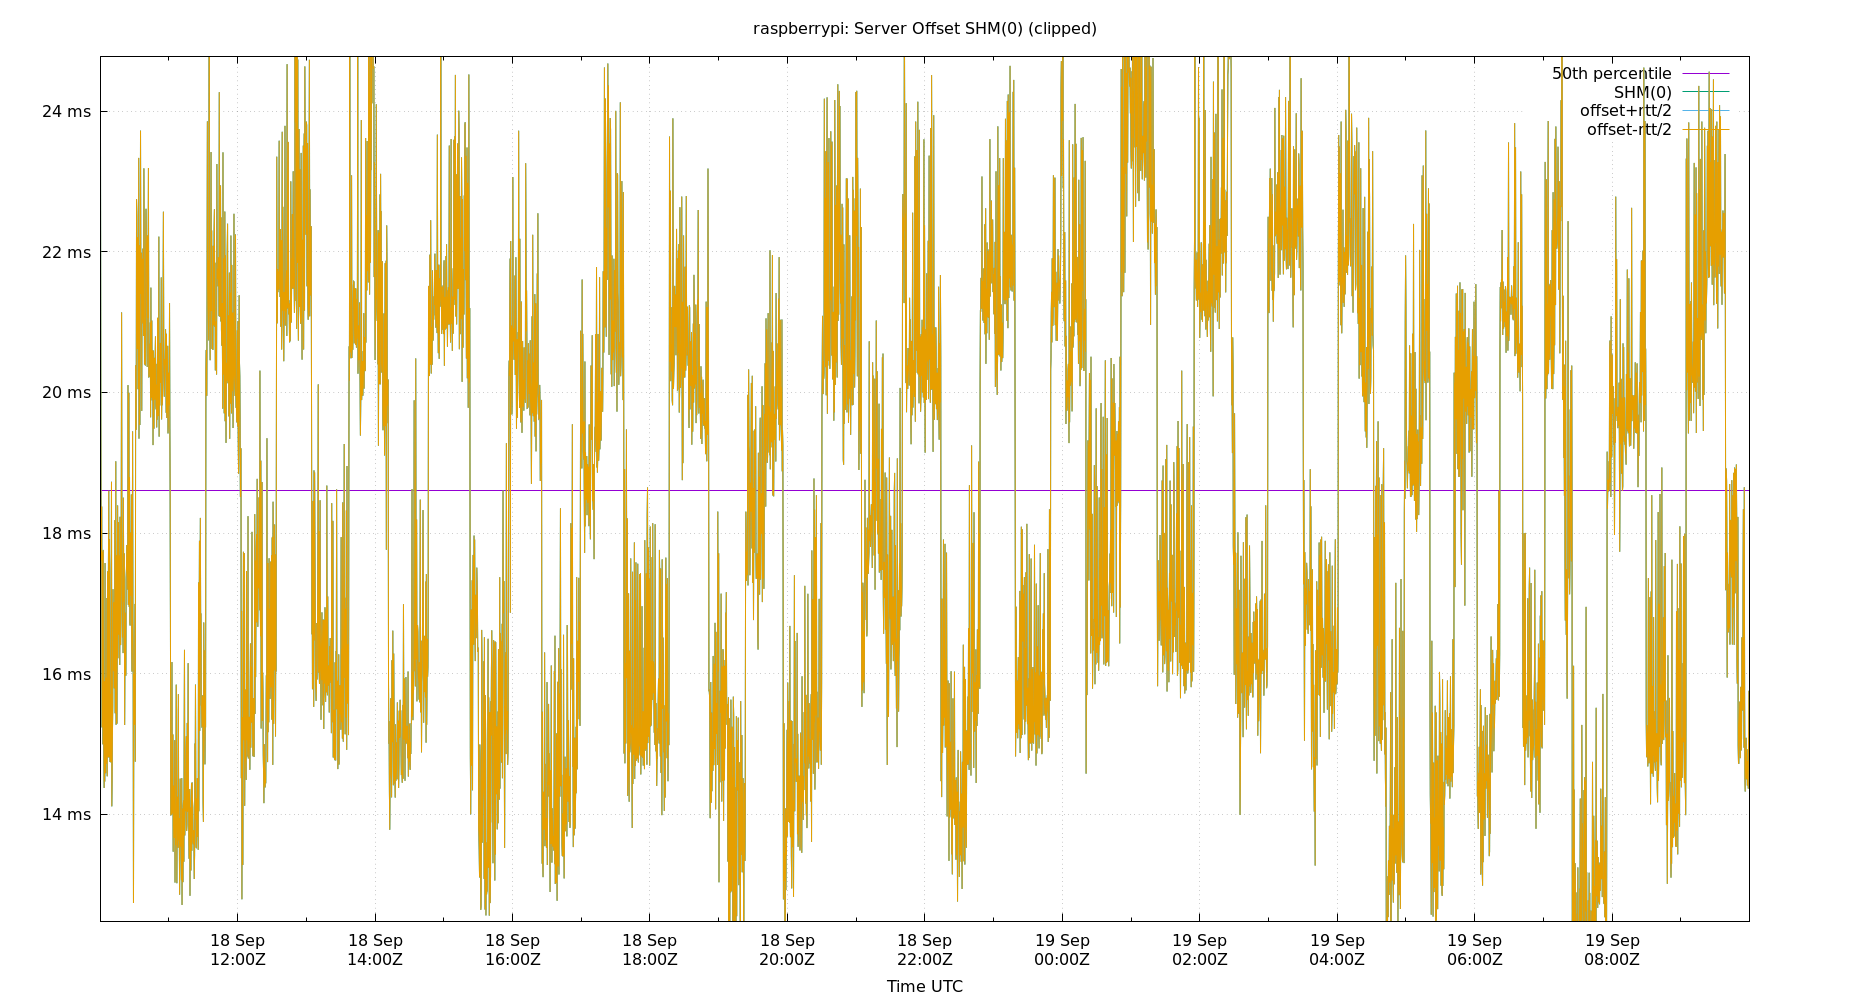 raspberrypi: Server Offset SHM(0) (clipped)
50th percentile
SHM(0)
offset+rtt/2
offset-rtt/2
24 ms
22 ms
20 ms
18 ms
16 ms
14 ms
18 Sep 18 Sep 18 Sep 18 Sep 18 Sep 18 Sep 19 Sep 19 Sep 19 Sep 19 Sep 19 Sep
12:00Z 14:00Z 16:00Z 18:00Z 20:00Z 22:00Z 00:00Z 02:00Z 04:00Z 06:00Z 08:00Z
Time UTC